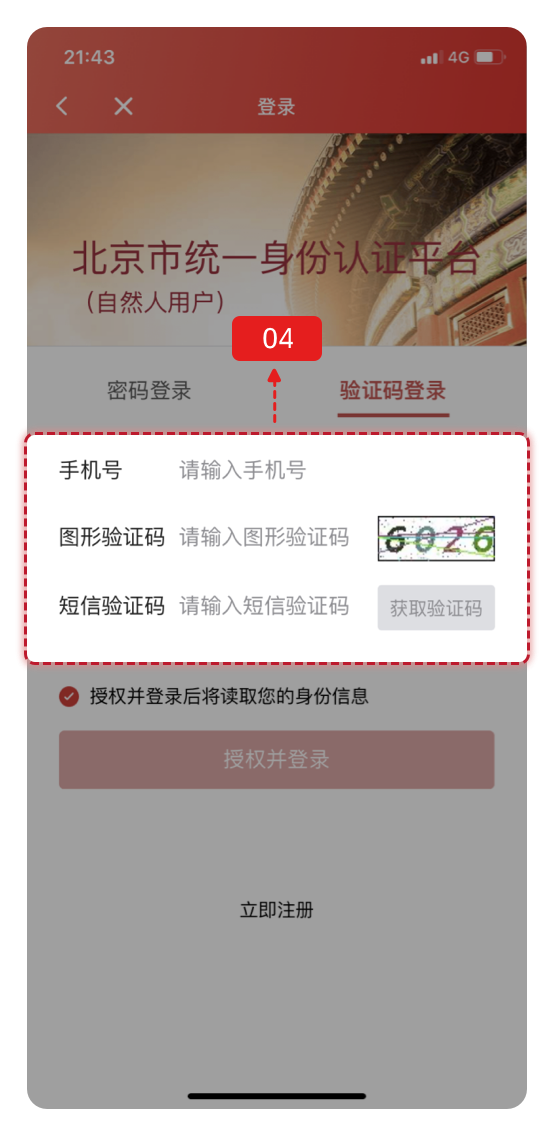 21:43 4G
登录
北京市统一身份认证平台
（自然人用户）
04
密码登录 验证码登录
手机号 请输入手机号
图形验证码 请输入图形验证码 6026
短信验证码 请输入短信验证码 获取验证码
授权并登录后将读取您的身份信息
授权并登录
立即注册